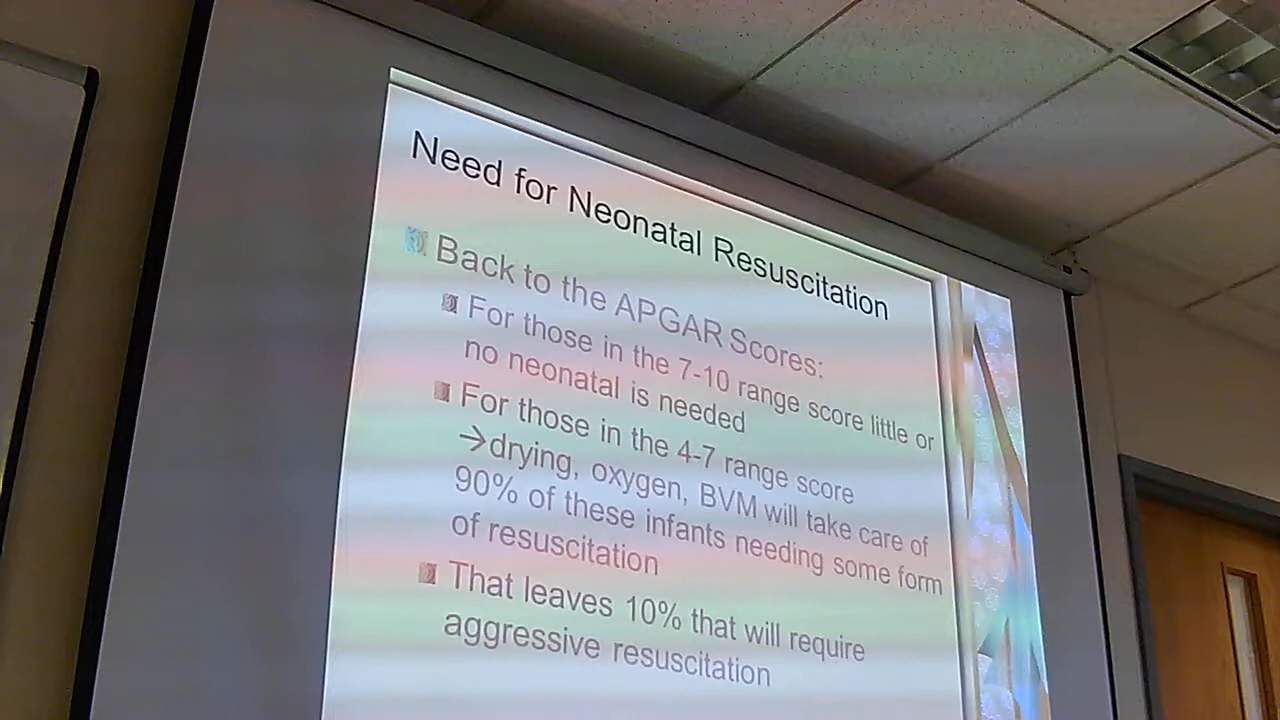 Need for Neonatal Resuscitation
Back to the APGAR Scores:
For those in the 7-10 range score little or
no neonatal is needed
For those in the 4-7 range score
→drying, oxygen, BVM will take care of
90% of these infants needing some form
of resuscitation
That leaves 10% that will require
aggressive resuscitation